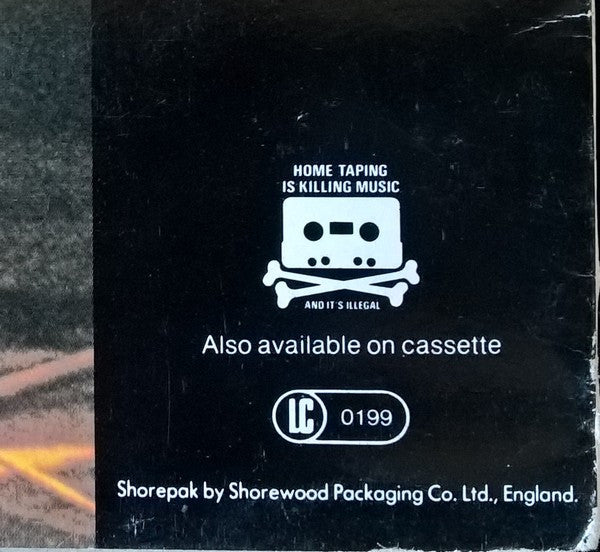 HOME TAPING
IS KILLING MUSIC
AND IT'S ILLEGAL
Also available on cassette
LC 0199
Shorepak by Shorewood Packaging Co. Ltd., England.